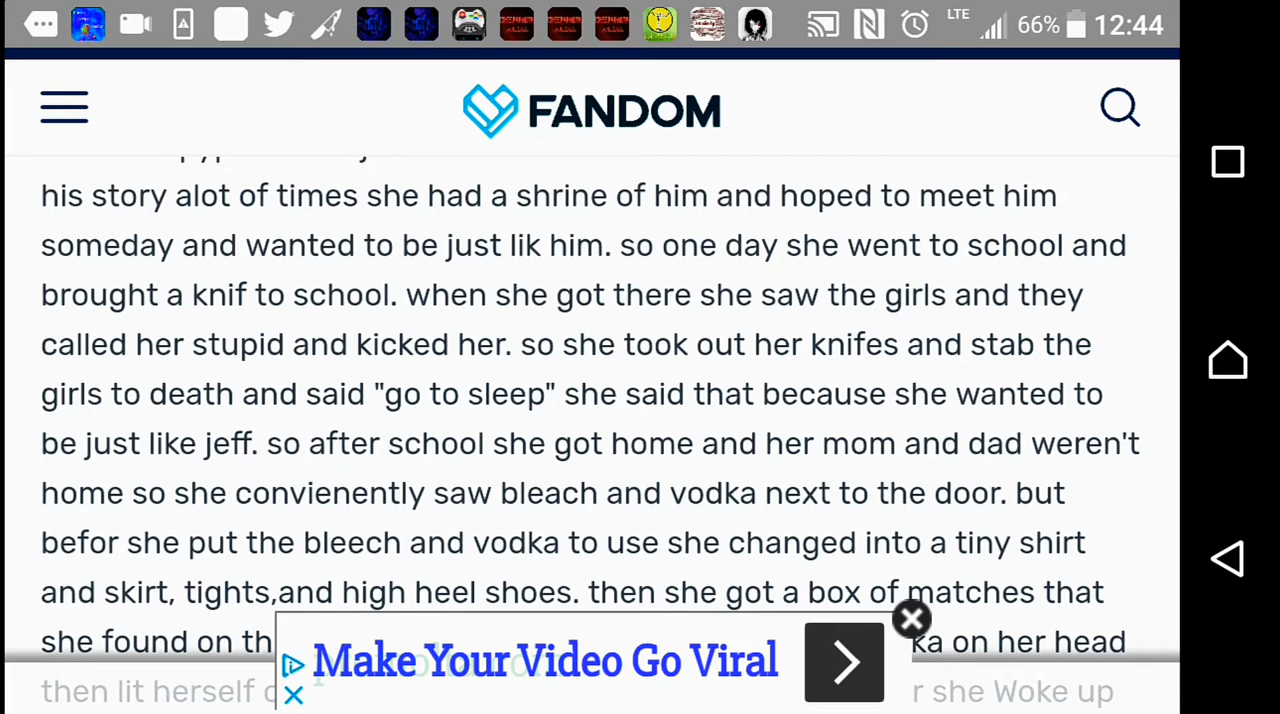 LTE
66%
12:44
FANDOM
his story alot of times she had a shrine of him and hoped to meet him
someday and wanted to be just lik him. so one day she went to school and
brought a knif to school. when she got there she saw the girls and they
called her stupid and kicked her. so she took out her knifes and stab the
girls to death and said "go to sleep" she said that because she wanted to
be just like jeff. so after school she got home and her mom and dad weren't
home so she convienently saw bleach and vodka next to the door. but
befor she put the bleech and vodka to use she changed into a tiny shirt
and skirt, tights,and high heel shoes. then she got a box of matches that
she found on on her head
Make Your Video Go Viral
then lit herself she Woke up